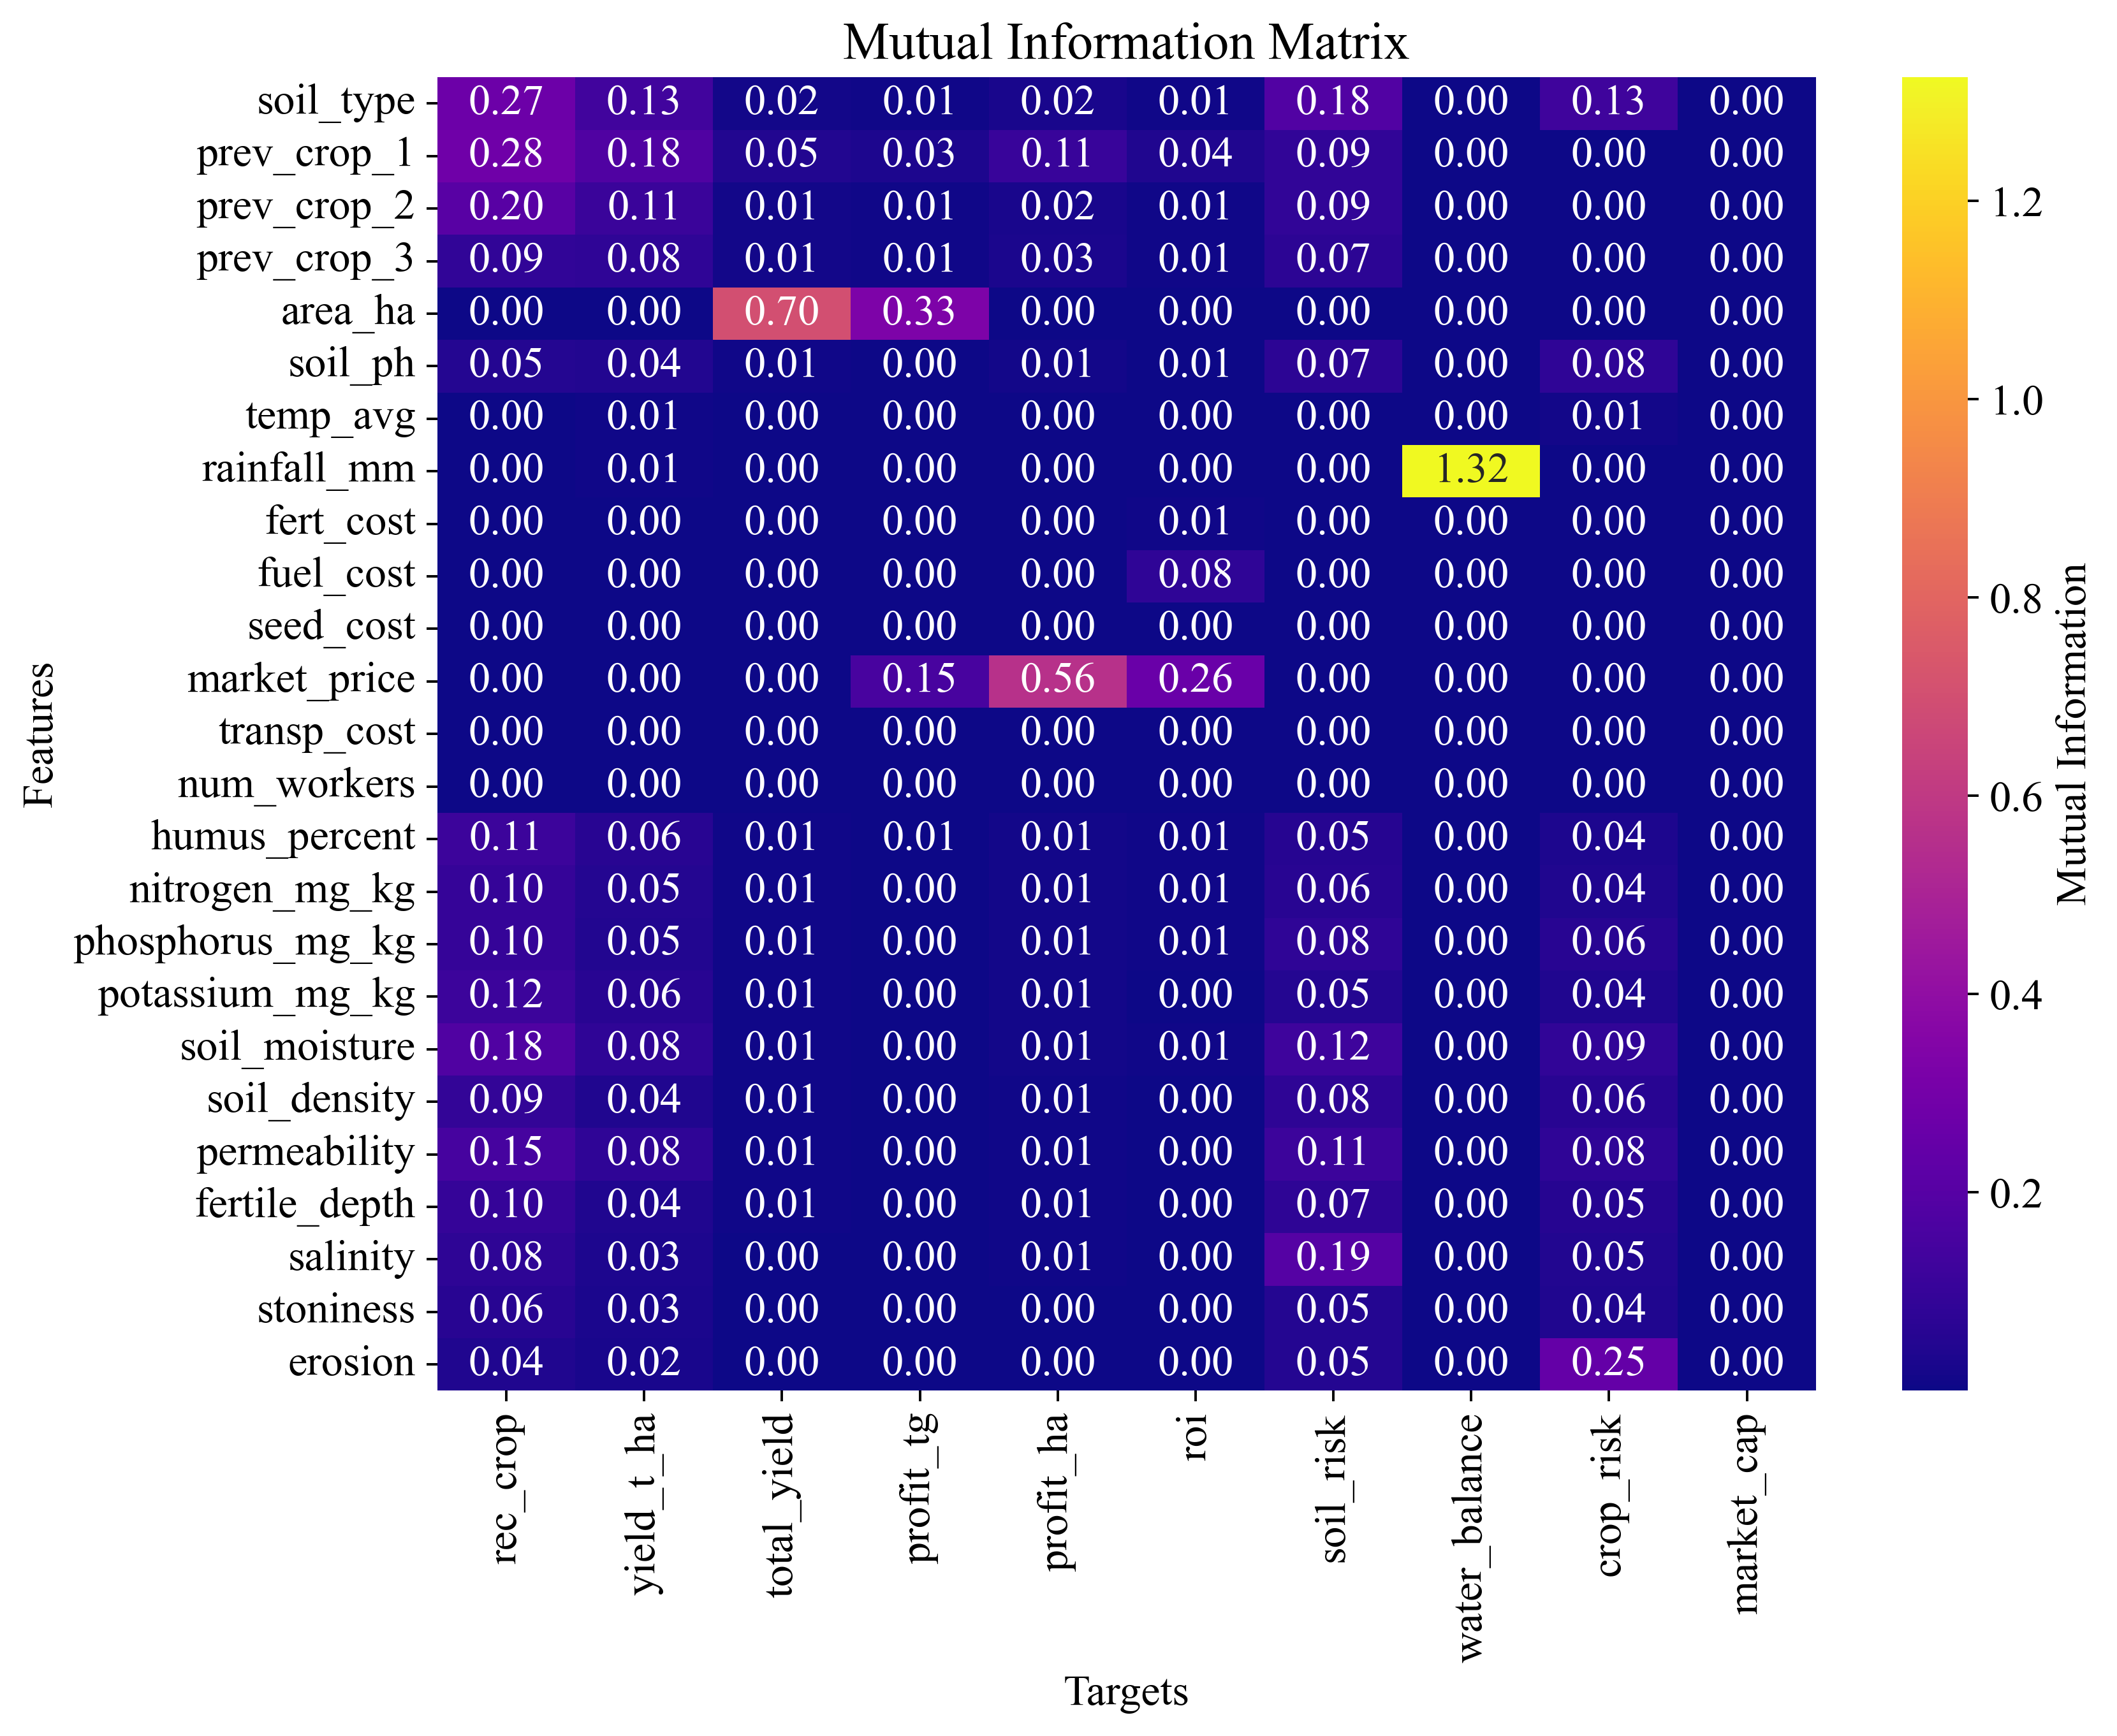 Mutual Information Matrix
soil_type 0.27 0.13 0.02 0.01 0.02 0.01 0.18 0.00 0.13 0.00
prev_crop_1 0.28 0.18 0.05 0.03 0.11 0.04 0.09 0.00 0.00 0.00
prev_crop_2 0.20 0.11 0.01 0.01 0.02 0.01 0.09 0.00 0.00 0.00
prev_crop_3 0.09 0.08 0.01 0.01 0.03 0.01 0.07 0.00 0.00 0.00
area_ha 0.00 0.00 0.70 0.33 0.00 0.00 0.00 0.00 0.00 0.00
soil_ph 0.05 0.04 0.01 0.00 0.01 0.01 0.07 0.00 0.08 0.00
temp_avg 0.00 0.01 0.00 0.00 0.00 0.00 0.00 0.00 0.01 0.00
rainfall_mm 0.00 0.01 0.00 0.00 0.00 0.00 0.00 1.32 0.00 0.00
fert_cost 0.00 0.00 0.00 0.00 0.00 0.01 0.00 0.00 0.00 0.00
fuel_cost 0.00 0.00 0.00 0.00 0.00 0.08 0.00 0.00 0.00 0.00
seed_cost 0.00 0.00 0.00 0.00 0.00 0.00 0.00 0.00 0.00 0.00
market_price 0.00 0.00 0.00 0.15 0.56 0.26 0.00 0.00 0.00 0.00
transp_cost 0.00 0.00 0.00 0.00 0.00 0.00 0.00 0.00 0.00 0.00
num_workers 0.00 0.00 0.00 0.00 0.00 0.00 0.00 0.00 0.00 0.00
humus_percent 0.11 0.06 0.01 0.01 0.01 0.01 0.05 0.00 0.04 0.00
nitrogen_mg_kg 0.10 0.05 0.01 0.00 0.01 0.01 0.06 0.00 0.04 0.00
phosphorus_mg_kg 0.10 0.05 0.01 0.00 0.01 0.01 0.08 0.00 0.06 0.00
potassium_mg_kg 0.12 0.06 0.01 0.00 0.01 0.00 0.05 0.00 0.04 0.00
soil_moisture 0.18 0.08 0.01 0.00 0.01 0.01 0.12 0.00 0.09 0.00
soil_density 0.09 0.04 0.01 0.00 0.01 0.00 0.08 0.00 0.06 0.00
permeability 0.15 0.08 0.01 0.00 0.01 0.00 0.11 0.00 0.08 0.00
fertile_depth 0.10 0.04 0.01 0.00 0.01 0.00 0.07 0.00 0.05 0.00
salinity 0.08 0.03 0.00 0.00 0.01 0.00 0.19 0.00 0.05 0.00
stoniness 0.06 0.03 0.00 0.00 0.00 0.00 0.05 0.00 0.04 0.00
erosion 0.04 0.02 0.00 0.00 0.00 0.00 0.05 0.00 0.25 0.00
Features
rec_crop
yield_t_ha
total_yield
profit_tg
profit_ha
roi
soil_risk
water_balance
crop_risk
market_cap
Targets
1.2
1.0
0.8
0.6
0.4
0.2
Mutual Information